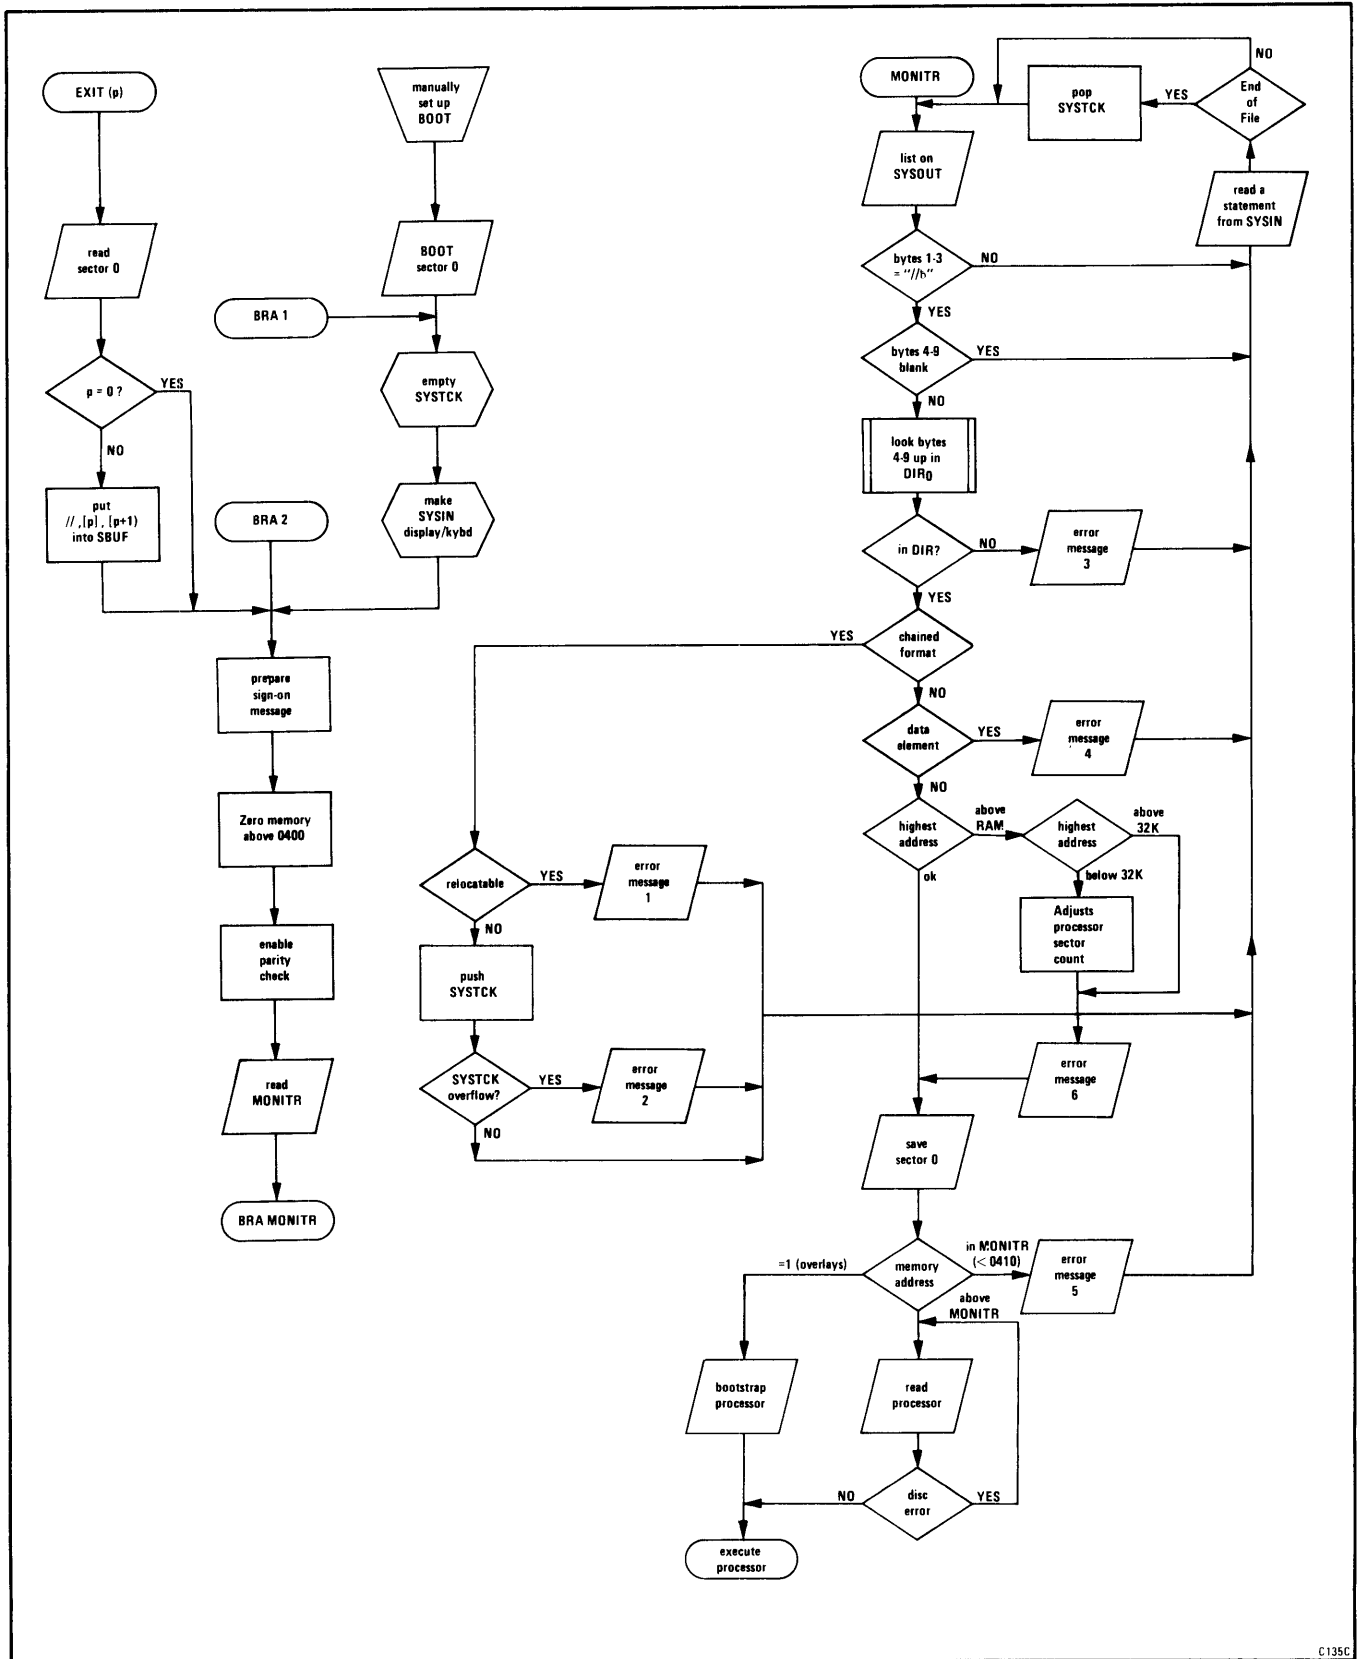 EXIT (p)
read
sector 0
p = 0 ?
YES
NO
put
//,[p], [p+1)
into SBUF
manually
set up
BOOT
BOOT
sector 0
BRA 1
empty
SYSTCK
make
SYSIN
display/kybd
BRA 2
prepare
sign-on
message
Zero memory
above 0400
enable
parity
check
read
MONITR
BRA MONITR
MONITR
pop
SYSTCK
YES
NO
End
of
File
read a
statement
from SYSIN
list on
SYSOUT
bytes 1-3
= "//b"
NO
YES
bytes 4-9
blank
YES
NO
look bytes
4-9 up in
DIR0
in DIR?
NO
error
message
3
YES
chained
format
YES
NO
data
element
YES
error
message
4
NO
highest
address
above
RAM
highest
address
above
32K
ok
below 32K
Adjusts
processor
sector
count
relocatable
YES
error
message
1
NO
push
SYSTCK
SYSTCK
overflow?
YES
error
message
2
NO
error
message
6
save
sector 0
memory
address
=1 (overlays)
in MONITR
(< 0410)
error
message
5
above
MONITR
bootstrap
processor
read
processor
disc
error
NO
YES
execute
processor
C135C